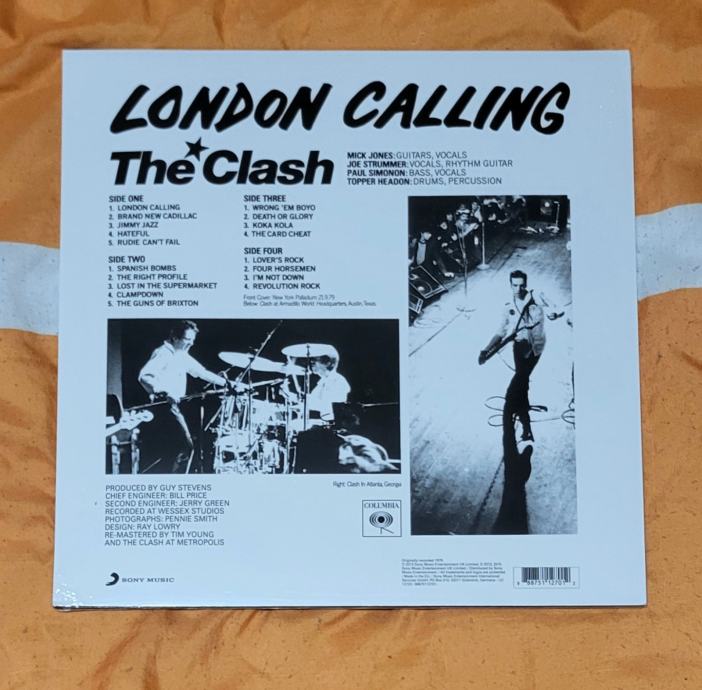 LONDON CALLING
The Clash
MICK JONES: GUITARS, VOCALS
JOE STRUMMER: VOCALS, RHYTHM GUITAR
PAUL SIMONON: BASS, VOCALS
TOPPER HEADON: DRUMS, PERCUSSION
SIDE ONE
1. LONDON CALLING
2. BRAND NEW CADILLAC
3. JIMMY JAZZ
4. HATEFUL
5. RUDIE CAN'T FAIL
SIDE TWO
1. SPANISH BOMBS
2. THE RIGHT PROFILE
3. LOST IN THE SUPERMARKET
4. CLAMPDOWN
5. THE GUNS OF BRIXTON
SIDE THREE
1. WRONG 'EM BOYO
2. DEATH OR GLORY
3. KOKA KOLA
4. THE CARD CHEAT
SIDE FOUR
1. LOVER'S ROCK
2. FOUR HORSEMEN
3. I'M NOT DOWN
4. REVOLUTION ROCK
Front Cover: New York Palladium 21.9.79
Below: Clash at Armadillo World Headquarters, Austin, Texas.
Right: Clash In Atlanta, Georgia
PRODUCED BY GUY STEVENS
CHIEF ENGINEER: BILL PRICE
SECOND ENGINEER: JERRY GREEN
RECORDED AT WESSEX STUDIOS
PHOTOGRAPHS: PENNIE SMITH
DESIGN: RAY LOWRY
RE-MASTERED BY TIM YOUNG
AND THE CLASH AT METROPOLIS
COLUMBIA
SONY MUSIC
Originally recorded 1979.